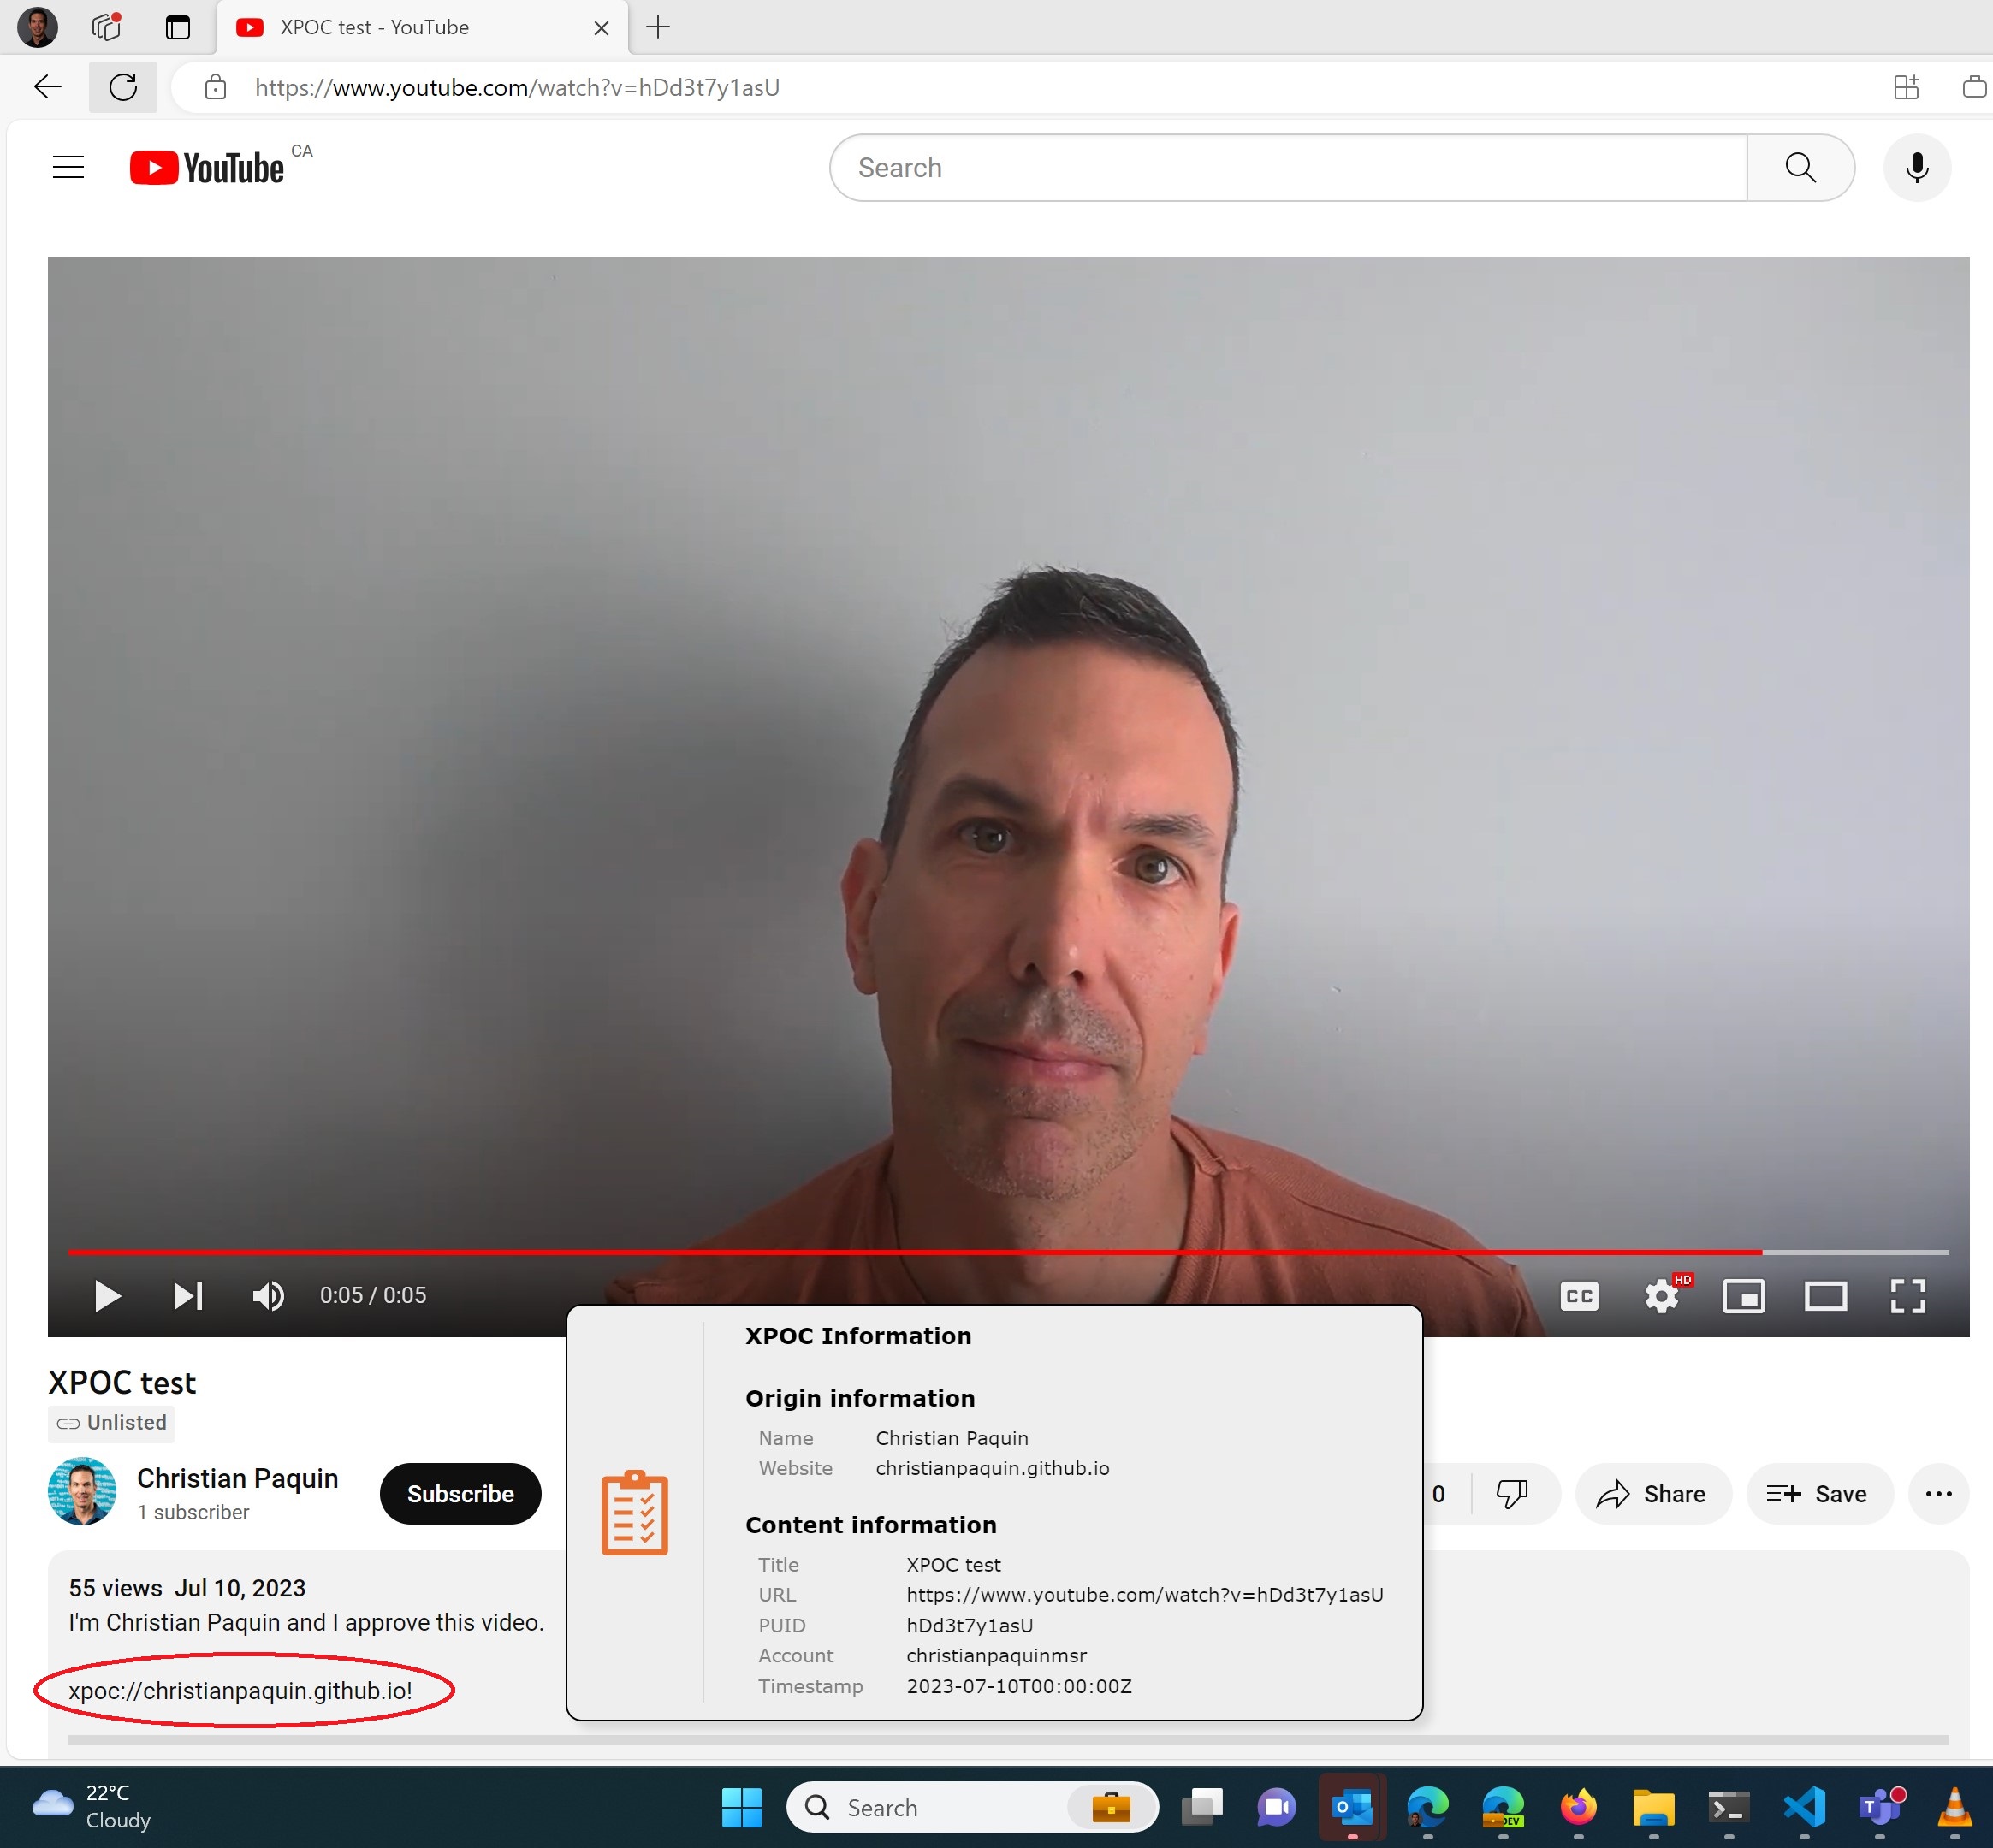 XPOC test - YouTube
https://www.youtube.com/watch?v=hDd3t7y1asU
YouTube CA
Search
0:05 / 0:05
CC
HD
XPOC test
Unlisted
Christian Paquin
1 subscriber
Subscribe
0
Share
Save
55 views Jul 10, 2023
I'm Christian Paquin and I approve this video.
xpoc://christianpaquin.github.io!
XPOC Information
Origin information
Name Christian Paquin
Website christianpaquin.github.io
Content information
Title XPOC test
URL https://www.youtube.com/watch?v=hDd3t7y1asU
PUID hDd3t7y1asU
Account christianpaquinmsr
Timestamp 2023-07-10T00:00:00Z
22°C
Cloudy
Search
O
DEV
T